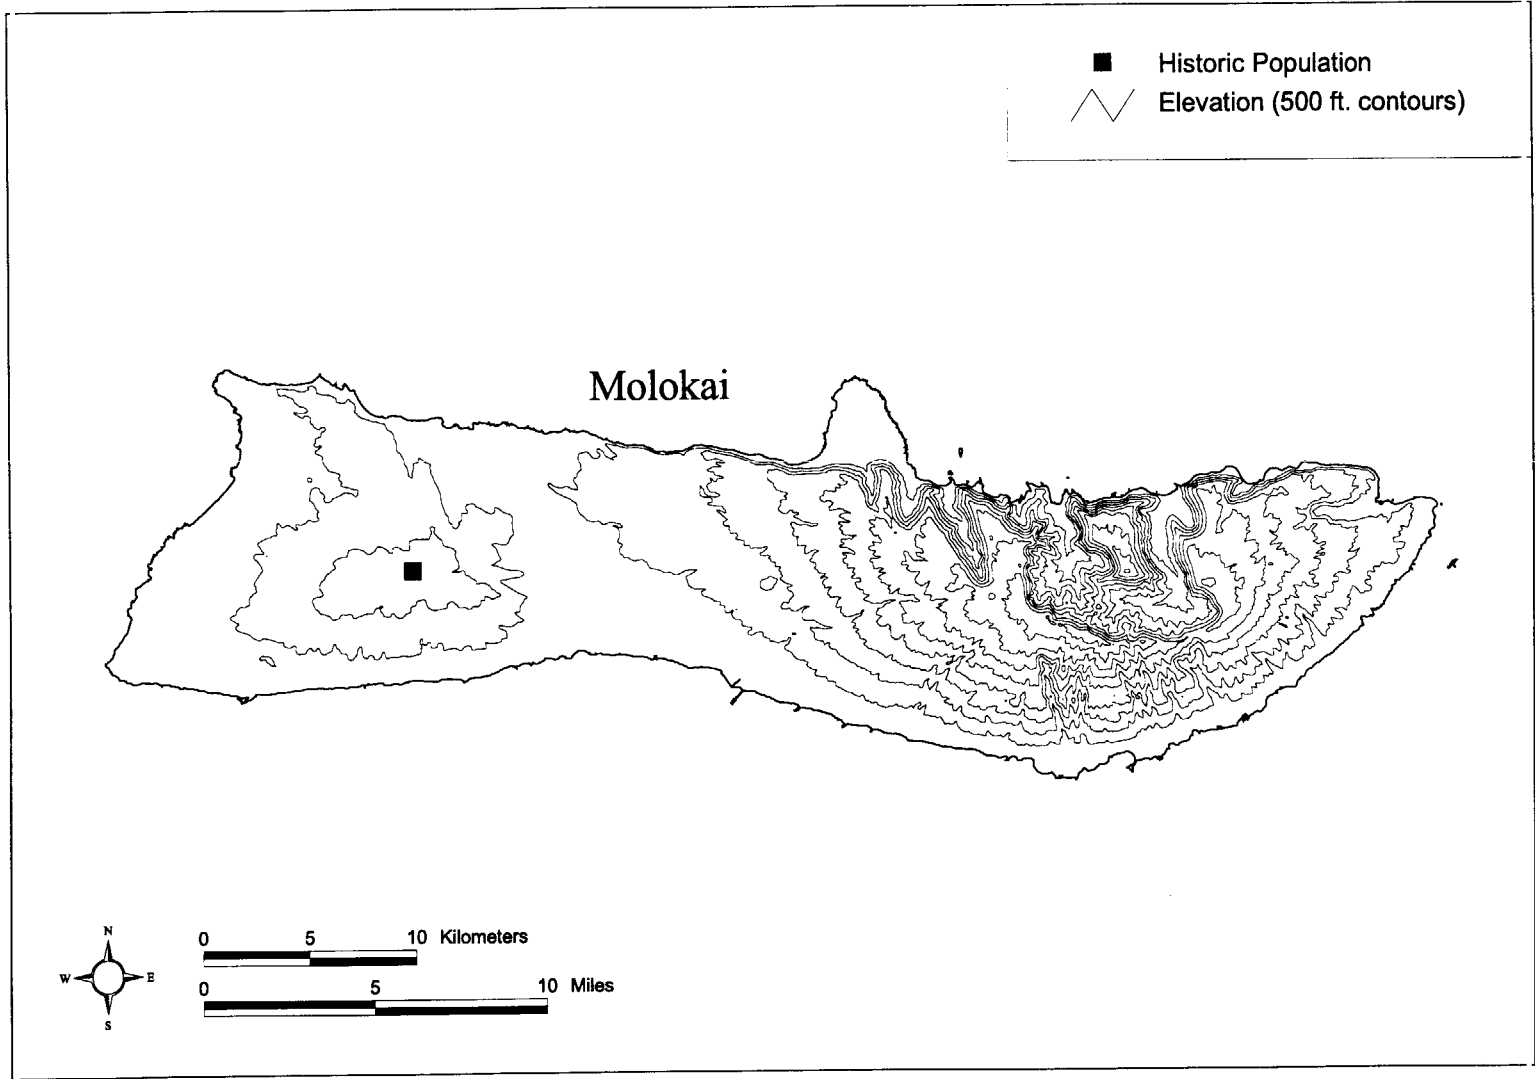 Historic Population
Elevation (500 ft. contours)
Molokai
N
W E
S
0 5 10 Kilometers
0 5 10 Miles